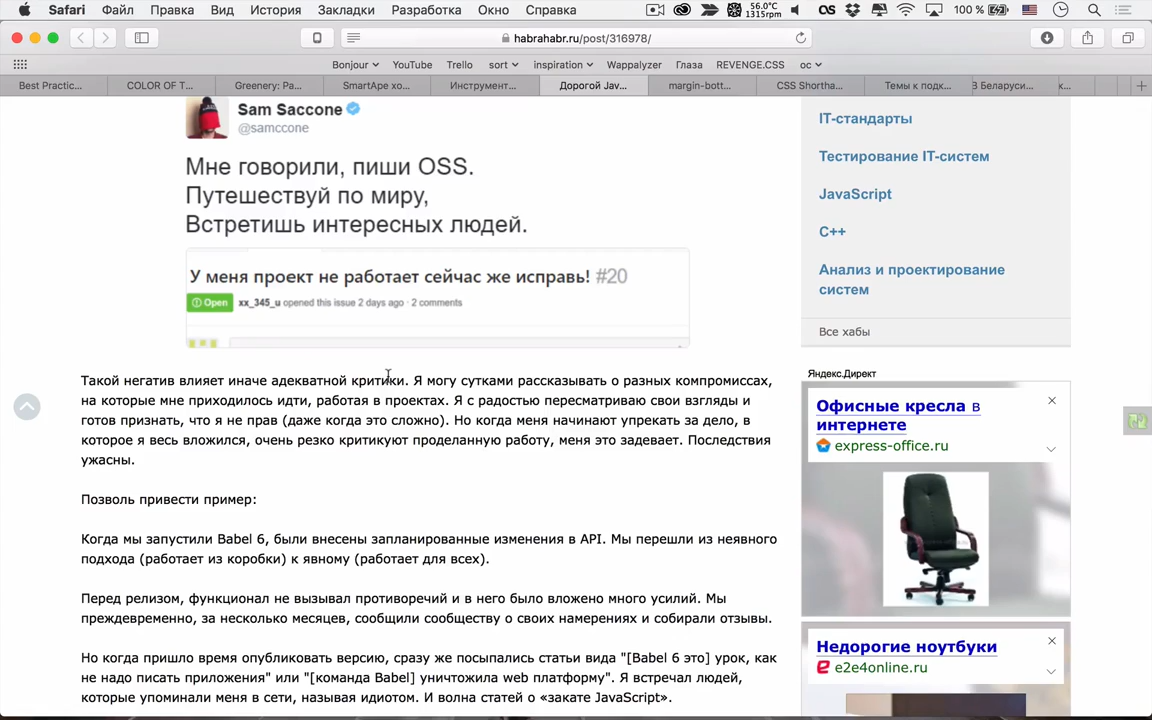 Safari Файл Правка Вид История Закладки Разработка Окно Справка 56.0°C 1315rpm 100 %
habrahabr.ru/post/316978/
Bonjour YouTube Trello sort inspiration Wappalyzer Глаза REVENGE.CSS ос
Best Practic... COLOR OF T... Greenery: Pa... SmartApe хо... Инструмент... Дорогой Jav... margin-bott... CSS Shortha... Темы к подк... В Беларуси... к...
Sam Saccone
@samccone
Мне говорили, пиши OSS.
Путешествуй по миру,
Встретишь интересных людей.
У меня проект не работает сейчас же исправь! #20
Open xx_345_u opened this issue 2 days ago · 2 comments
Такой негатив влияет иначе адекватной критики. Я могу сутками рассказывать о разных компромиссах,
на которые мне приходилось идти, работая в проектах. Я с радостью пересматриваю свои взгляды и
готов признать, что я не прав (даже когда это сложно). Но когда меня начинают упрекать за дело, в
которое я весь вложился, очень резко критикуют проделанную работу, меня это задевает. Последствия
ужасны.
Позволь привести пример:
Когда мы запустили Babel 6, были внесены запланированные изменения в API. Мы перешли из неявного
подхода (работает из коробки) к явному (работает для всех).
Перед релизом, функционал не вызывал противоречий и в него было вложено много усилий. Мы
преждевременно, за несколько месяцев, сообщили сообществу о своих намерениях и собирали отзывы.
Но когда пришло время опубликовать версию, сразу же посыпались статьи вида "[Babel 6 это] урок, как
не надо писать приложения" или "[команда Babel] уничтожила web платформу". Я встречал людей,
которые упоминали меня в сети, называя идиотом. И волна статей о «закате JavaScript».
IT-стандарты
Тестирование IT-систем
JavaScript
C++
Анализ и проектирование
систем
Все хабы
Яндекс.Директ
Офисные кресла в
интернете
express-office.ru
Недорогие ноутбуки
e2e4online.ru